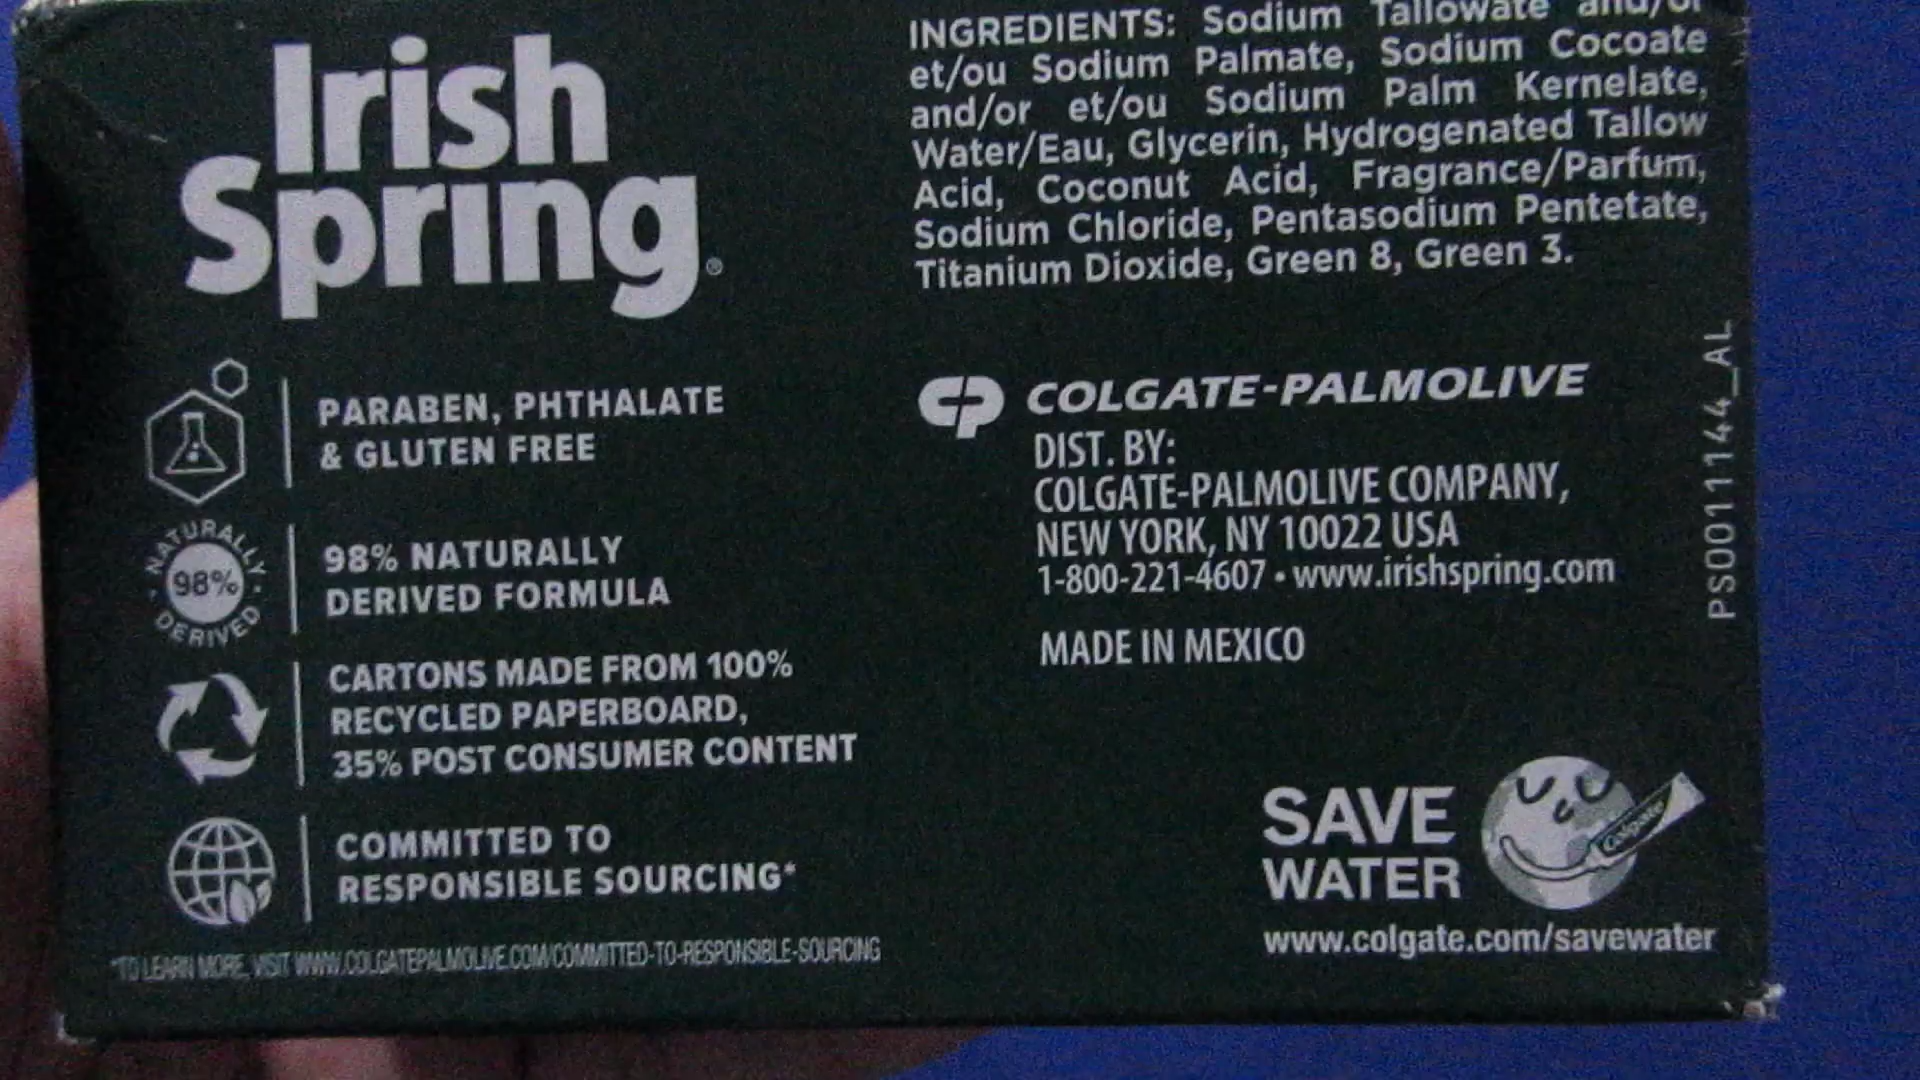 Irish
Spring®
PARABEN, PHTHALATE
& GLUTEN FREE
NATURALLY
98%
DERIVED
98% NATURALLY
DERIVED FORMULA
CARTONS MADE FROM 100%
RECYCLED PAPERBOARD,
35% POST CONSUMER CONTENT
COMMITTED TO
RESPONSIBLE SOURCING*
*TO LEARN MORE, VISIT WWW.COLGATEPALMOLIVE.COM/COMMITTED-TO-RESPONSIBLE-SOURCING
INGREDIENTS: Sodium Tallowate and/or
et/ou Sodium Palmate, Sodium Cocoate
and/or et/ou Sodium Palm Kernelate,
Water/Eau, Glycerin, Hydrogenated Tallow
Acid, Coconut Acid, Fragrance/Parfum,
Sodium Chloride, Pentasodium Pentetate,
Titanium Dioxide, Green 8, Green 3.
CP COLGATE-PALMOLIVE
DIST. BY:
COLGATE-PALMOLIVE COMPANY,
NEW YORK, NY 10022 USA
1-800-221-4607 • www.irishspring.com
MADE IN MEXICO
PS0011144_AL
SAVE
WATER
Colgate
www.colgate.com/savewater